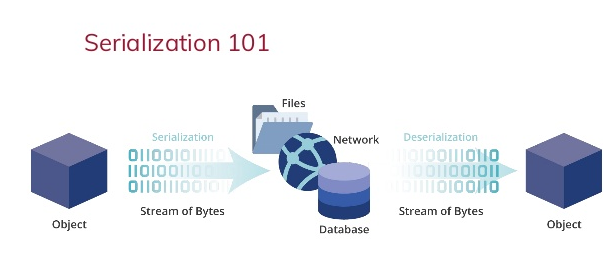 Serialization 101
Files
Serialization
Network
Deserialization
Object
Stream of Bytes
Database
Stream of Bytes
Object